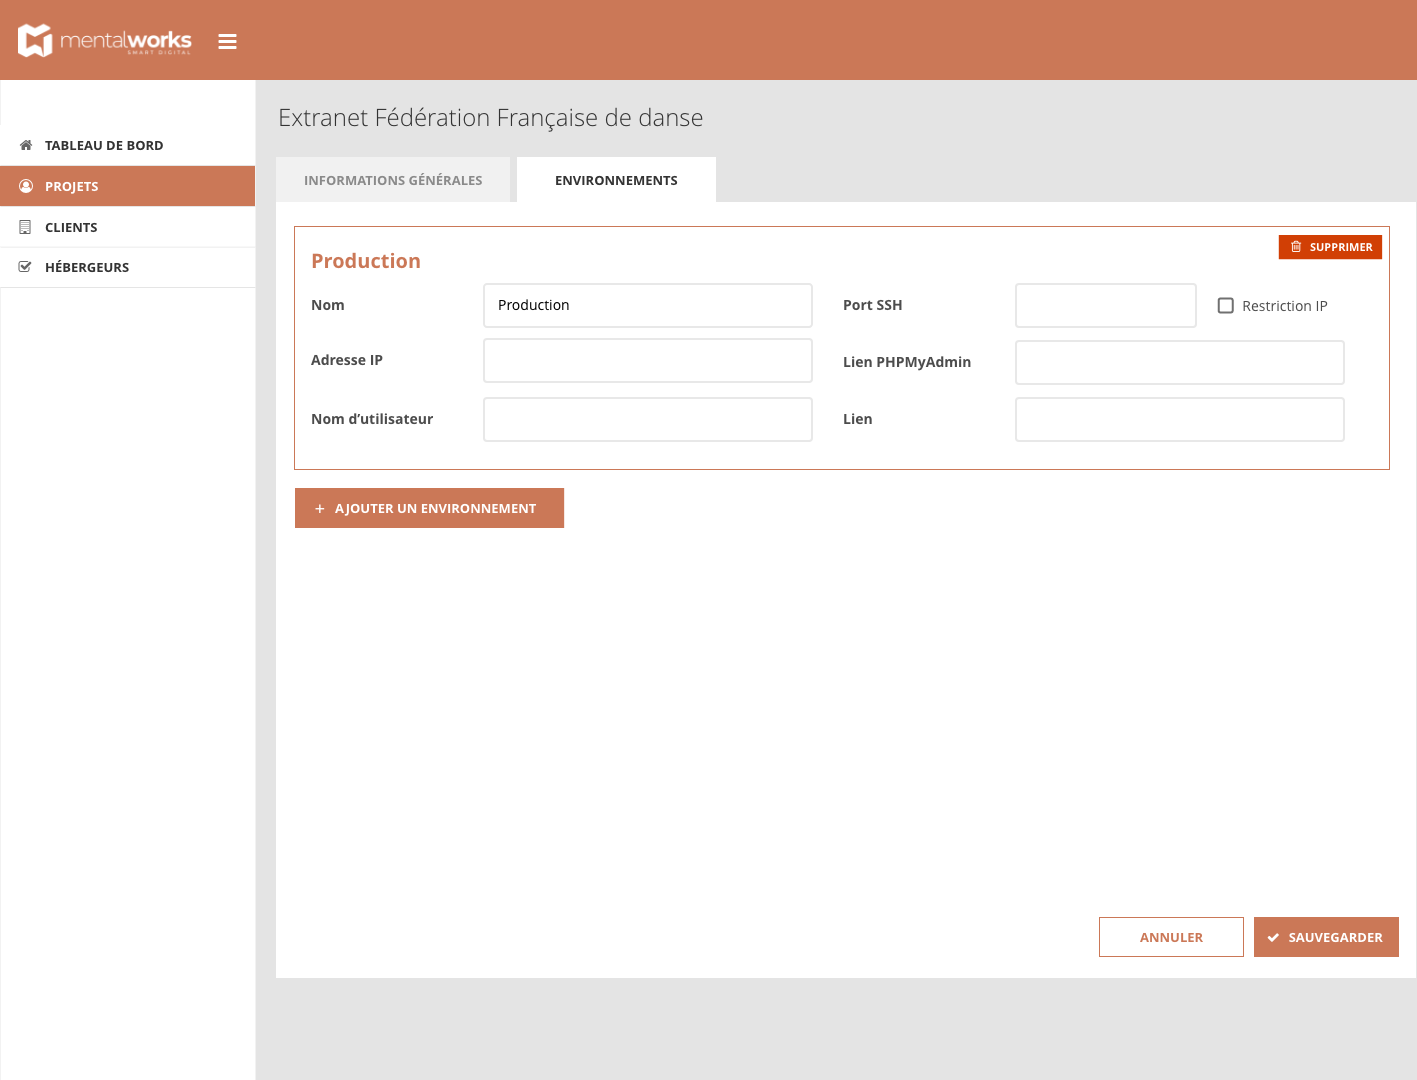 mentalworks
SMART DIGITAL
Extranet Fédération Française de danse
TABLEAU DE BORD
PROJETS
CLIENTS
HÉBERGEURS
INFORMATIONS GÉNÉRALES
ENVIRONNEMENTS
SUPPRIMER
Production
Nom
Production
Port SSH
Restriction IP
Adresse IP
Lien PHPMyAdmin
Nom d’utilisateur
Lien
+ AJOUTER UN ENVIRONNEMENT
ANNULER
SAUVEGARDER